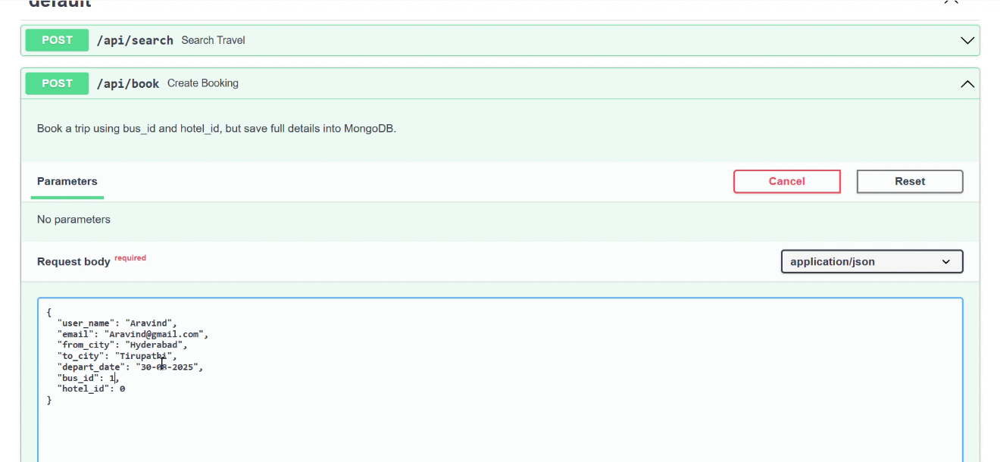 default
POST /api/search Search Travel
POST /api/book Create Booking
Book a trip using bus_id and hotel_id, but save full details into MongoDB.
Parameters
Cancel
Reset
No parameters
Request body required
application/json
{
"user_name": "Aravind",
"email": "Aravind@gmail.com",
"from_city": "Hyderabad",
"to_city": "Tirupathi",
"depart_date": "30-08-2025",
"bus_id": 1,
"hotel_id": 0
}